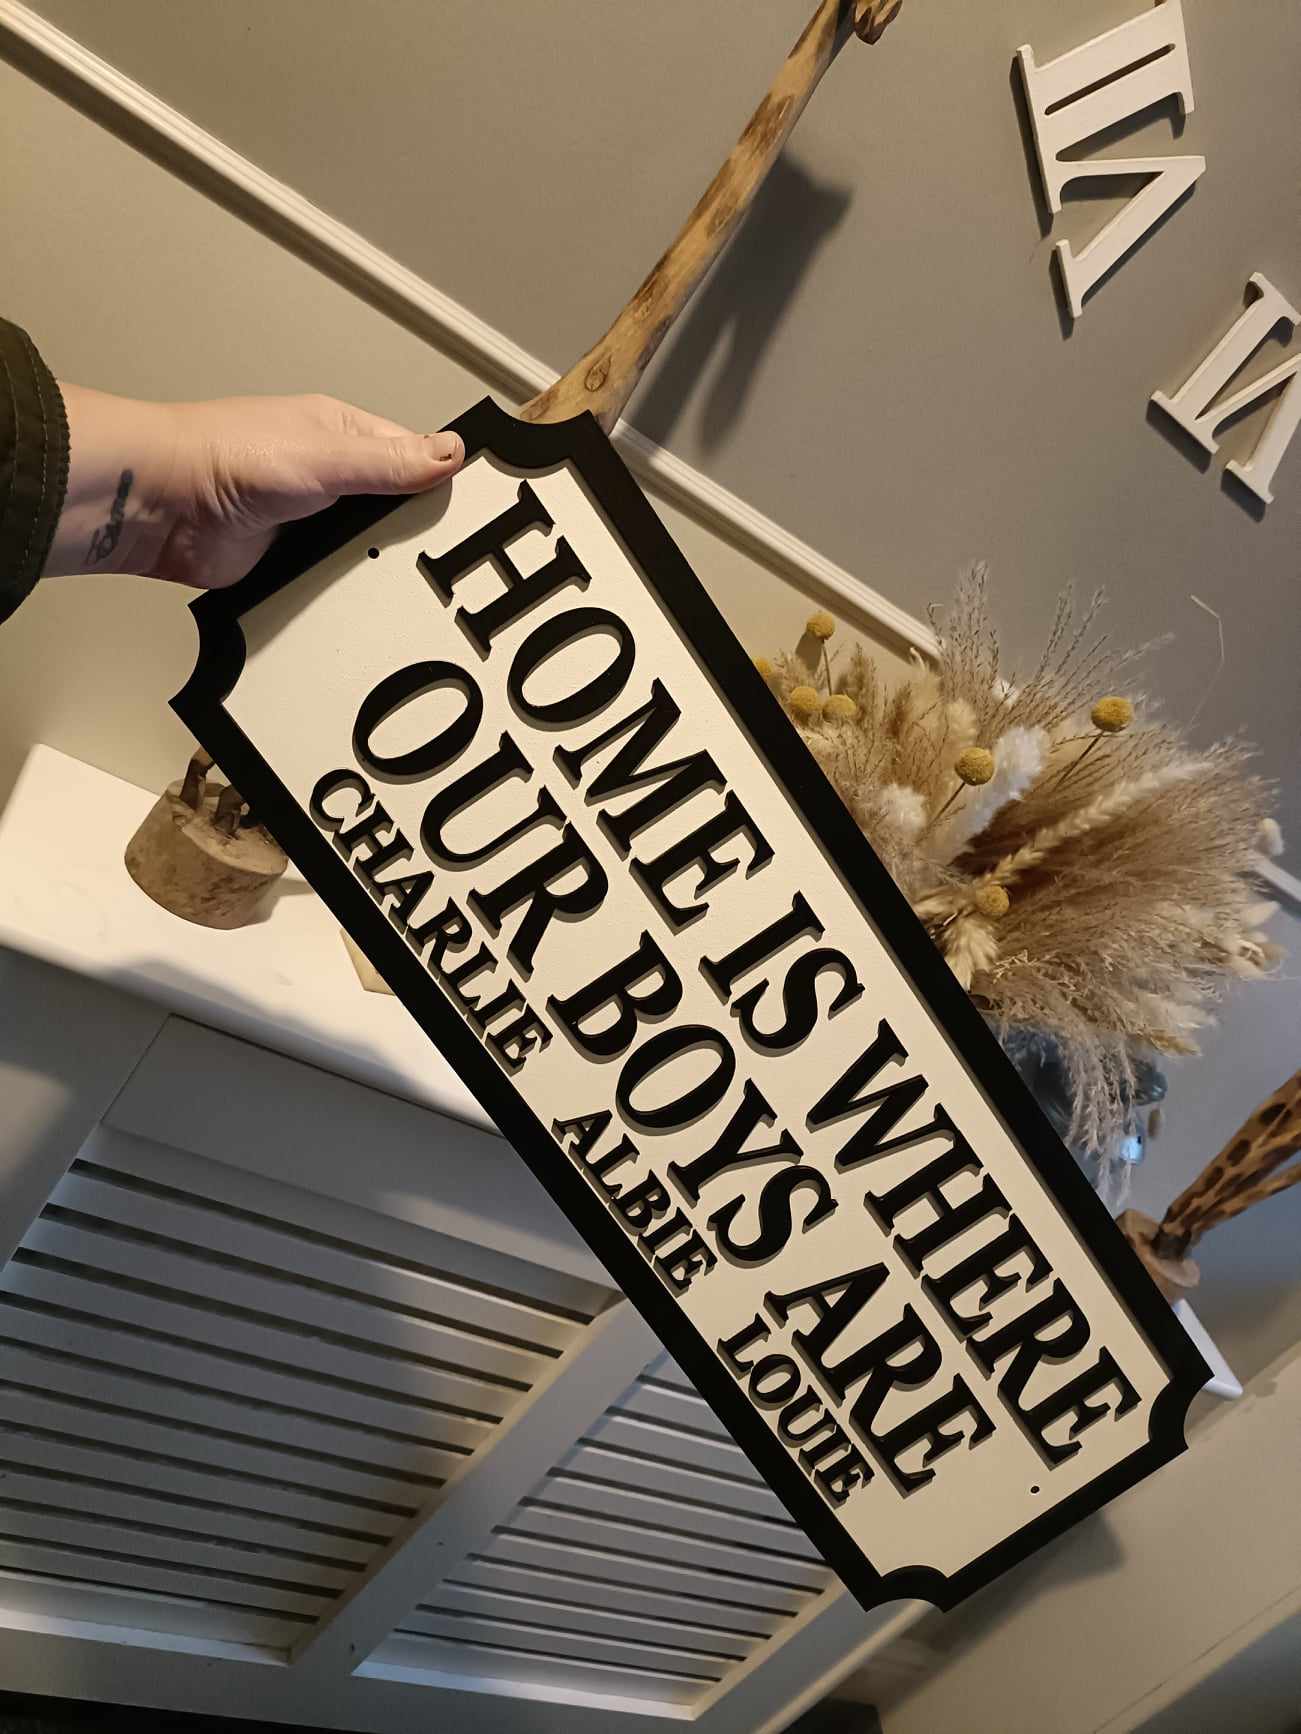 HOME IS WHERE
OUR BOYS ARE
CHARLIE ALBIE LOUIE